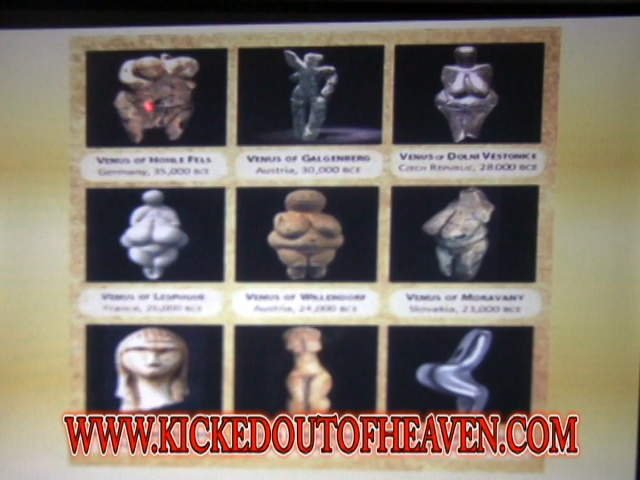 VENUS OF HOHLE FELS
Germany, 35,000 BCE
VENUS OF GALGENBERG
Austria, 30,000 BCE
VENUS OF DOLNI VESTONICE
CZECH REPUBLIC, 28.000 BCE
VENUS OF LESPUGUE
France, 26,000 BCE
VENUS OF WILLENDORF
Austria, 24,000 BCE
VENUS OF MORAVANY
Slovakia, 23,000 BCE
WWW.KICKEDOUTOFHEAVEN.COM